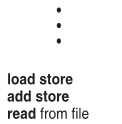 •
•
•
load store
add store
read from file